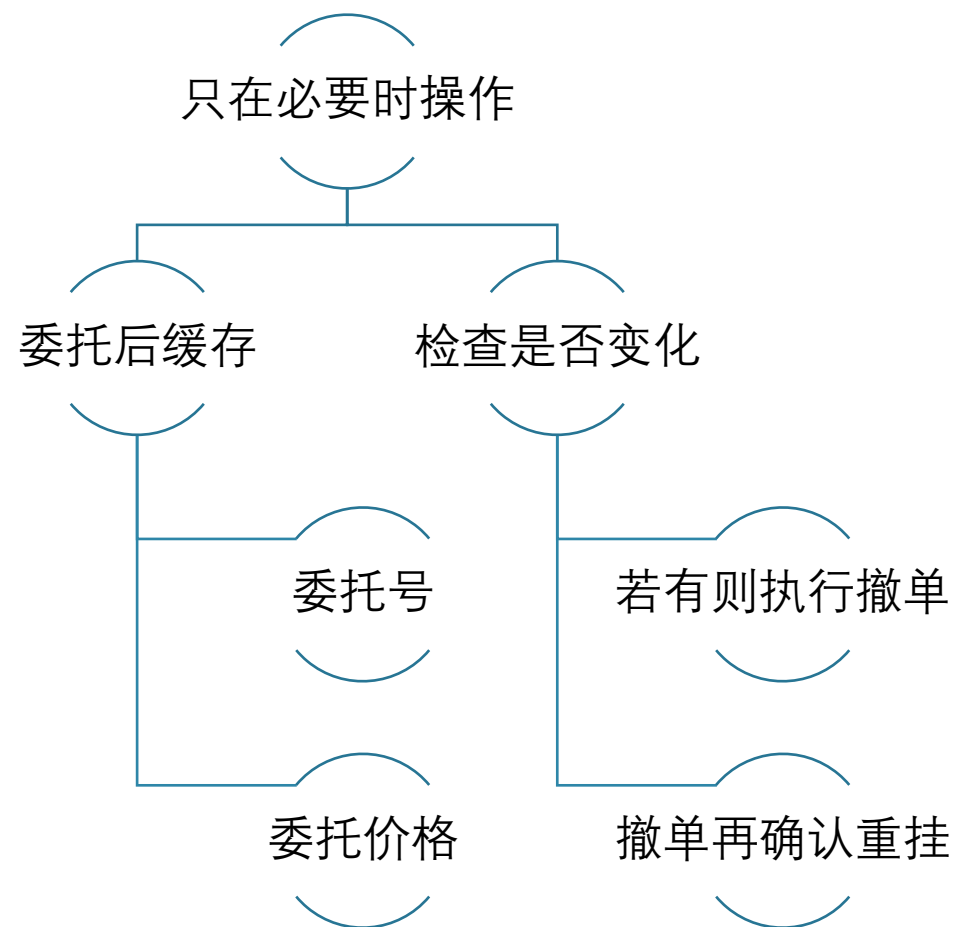 只在必要时操作
委托后缓存
检查是否变化
委托号
若有则执行撤单
委托价格
撤单再确认重挂